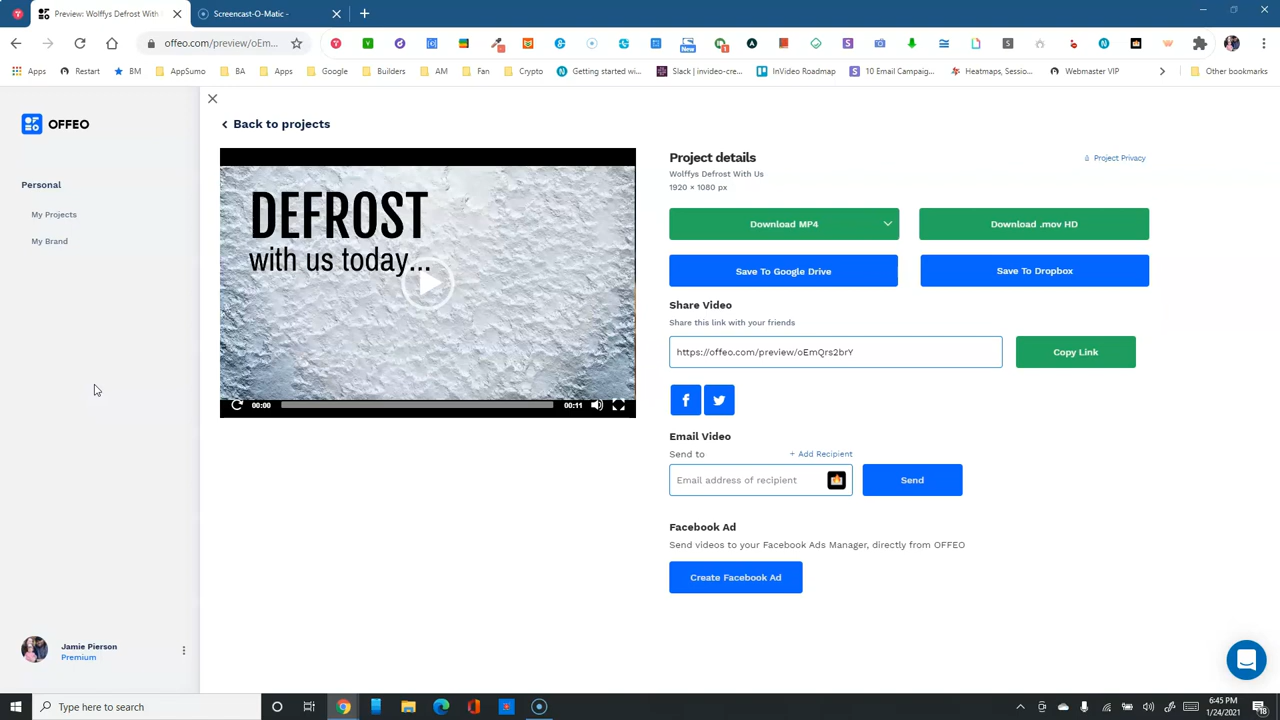 Preview: Wolffys Defrost With
Screencast-O-Matic -
offeo.com/preview/oEm...
New
1
Apps
Restart
BM
AppSumo
BA
Apps
Google
Builders
AM
Fan
Crypto
Getting started wi...
Slack | invideo-cre...
InVideo Roadmap
10 Email Campaig...
Heatmaps, Sessio...
Webmaster VIP
Other bookmarks
OFFEO
Personal
My Projects
My Brand
Jamie Pierson
Premium
Back to projects
DEFROST
with us today...
00:00
00:11
Project details
Project Privacy
Wolffys Defrost With Us
1920 × 1080 px
Download MP4
Download .mov HD
Save To Google Drive
Save To Dropbox
Share Video
Share this link with your friends
https://offeo.com/preview/oEmQrs2brY
Copy Link
Email Video
Send to
+ Add Recipient
Email address of recipient
Send
Facebook Ad
Send videos to your Facebook Ads Manager, directly from OFFEO
Create Facebook Ad
Type here to search
6:45 PM
1/24/2021
18